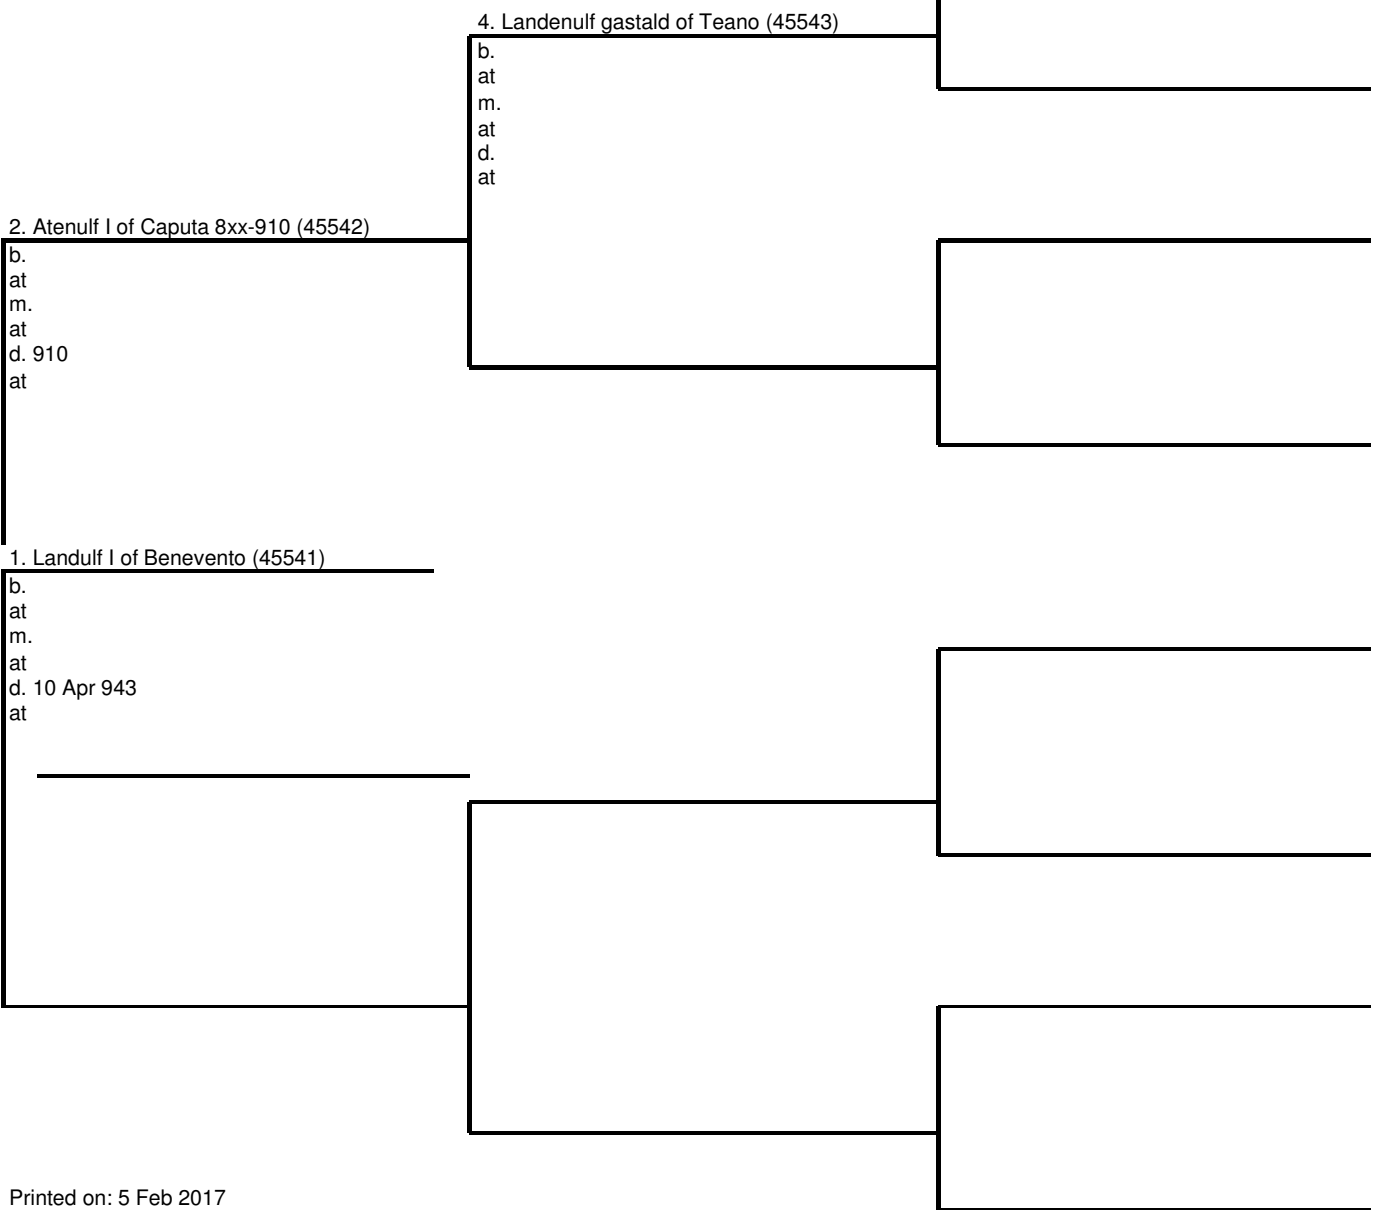 4. Landenulf gastald of Teano (45543)
b.
at
m.
at
d.
at
2. Atenulf I of Caputa 8xx-910 (45542)
b.
at
m.
at
d. 910
at
1. Landulf I of Benevento (45541)
b.
at
m.
at
d. 10 Apr 943
at
Printed on: 5 Feb 2017